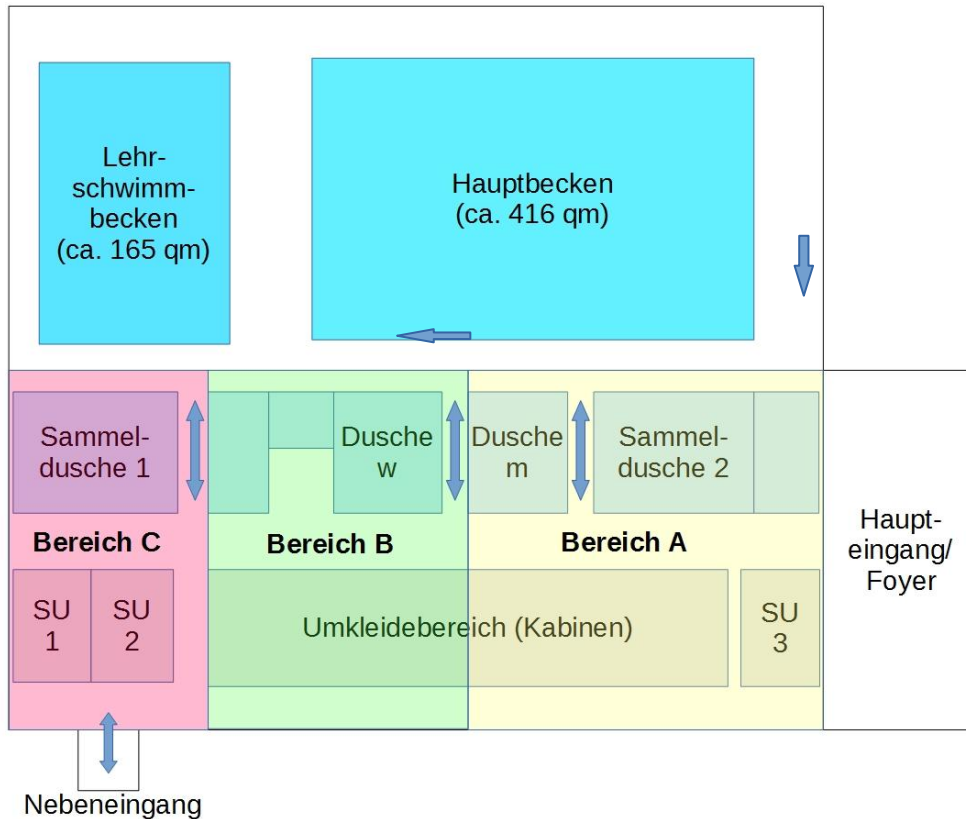 Lehr-
schwimm-
becken
(ca. 165 qm)
Hauptbecken
(ca. 416 qm)
Sammel-
dusche 1
Dusche
w
Dusche
m
Sammel-
dusche 2
Bereich C
Bereich B
Bereich A
Haupt-
eingang/
Foyer
SU
1
SU
2
Umkleidebereich (Kabinen)
SU
3
Nebeneingang